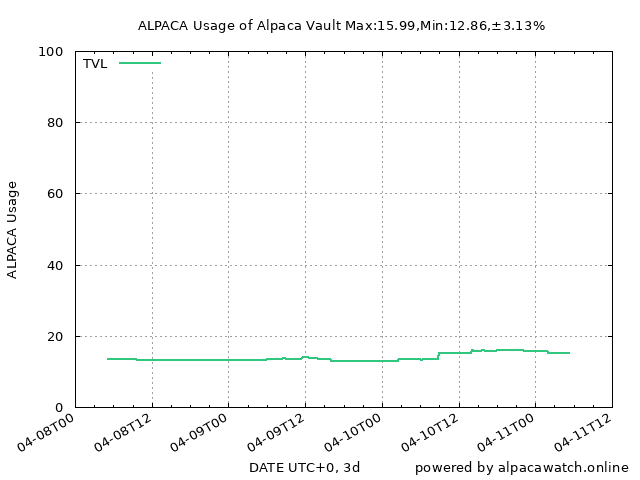 ALPACA Usage of Alpaca Vault Max:15.99,Min:12.86,±3.13%
TVL
100
80
60
40
20
0
ALPACA Usage
04-08T00
04-08T12
04-09T00
04-09T12
04-10T00
04-10T12
04-11T00
04-11T12
DATE UTC+0, 3d
powered by alpacawatch.online